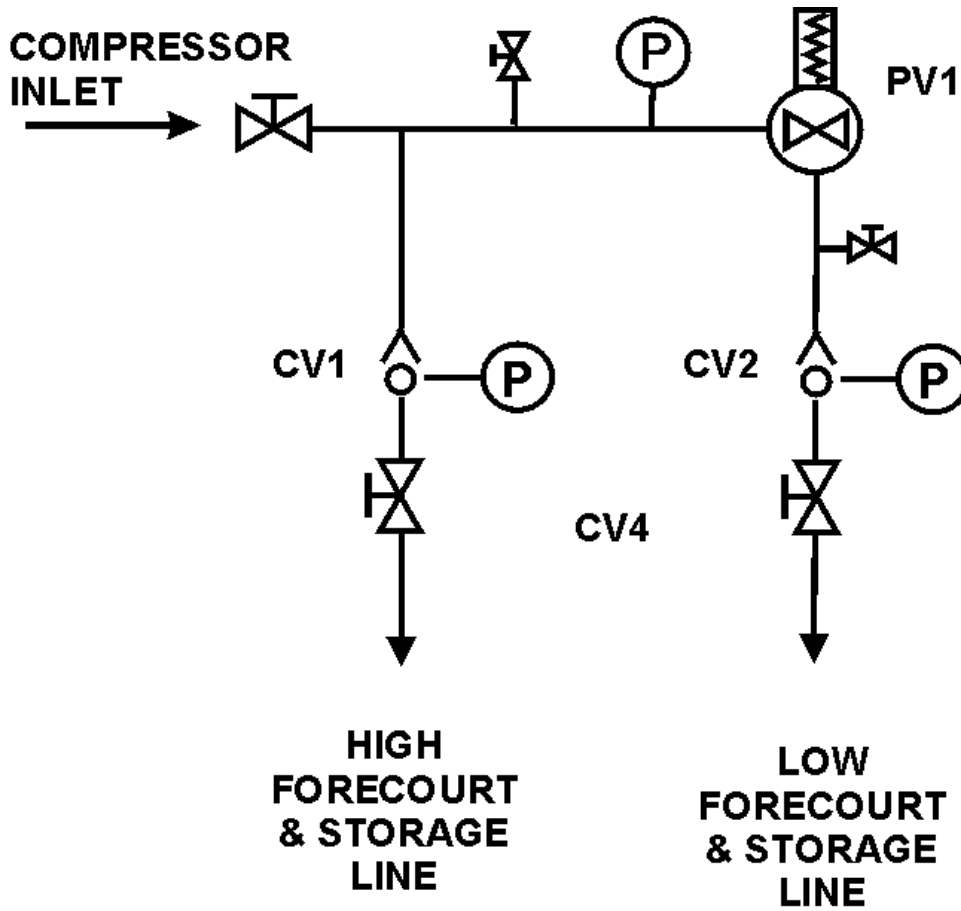 COMPRESSOR
INLET
P
PV1
CV1
P
CV2
P
CV4
HIGH
FORECOURT
& STORAGE
LINE
LOW
FORECOURT
& STORAGE
LINE